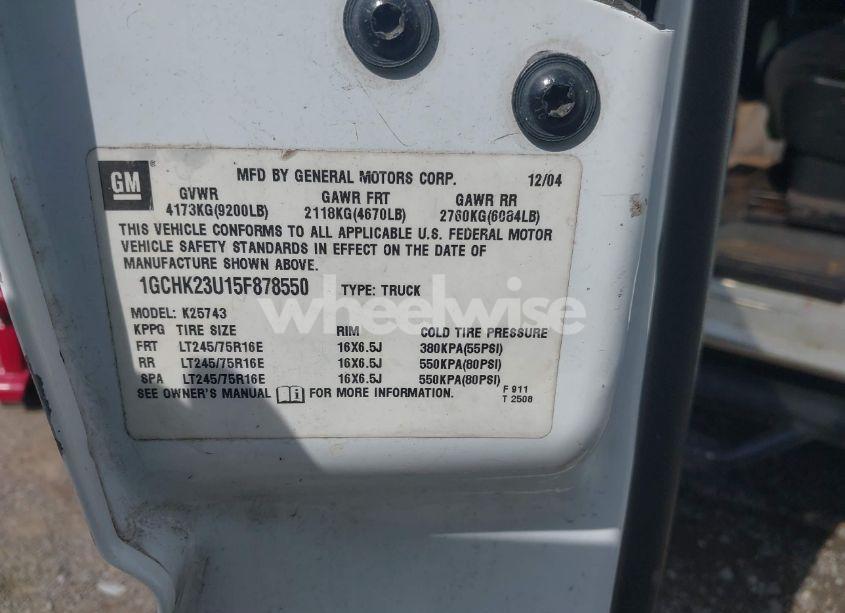 GM ®
MFD BY GENERAL MOTORS CORP. 12/04
GVWR GAWR FRT GAWR RR
4173KG(9200LB) 2118KG(4670LB) 2760KG(6084LB)
THIS VEHICLE CONFORMS TO ALL APPLICABLE U.S. FEDERAL MOTOR
VEHICLE SAFETY STANDARDS IN EFFECT ON THE DATE OF
MANUFACTURE SHOWN ABOVE.
1GCHK23U15F878550 TYPE: TRUCK
wheelwise
MODEL: K25743
KPPG TIRE SIZE RIM COLD TIRE PRESSURE
FRT LT245/75R16E 16X6.5J 380KPA(55PSI)
RR LT245/75R16E 16X6.5J 550KPA(80PSI)
SPA LT245/75R16E 16X6.5J 550KPA(80PSI)
SEE OWNER'S MANUAL i FOR MORE INFORMATION.
F 911
T 2508